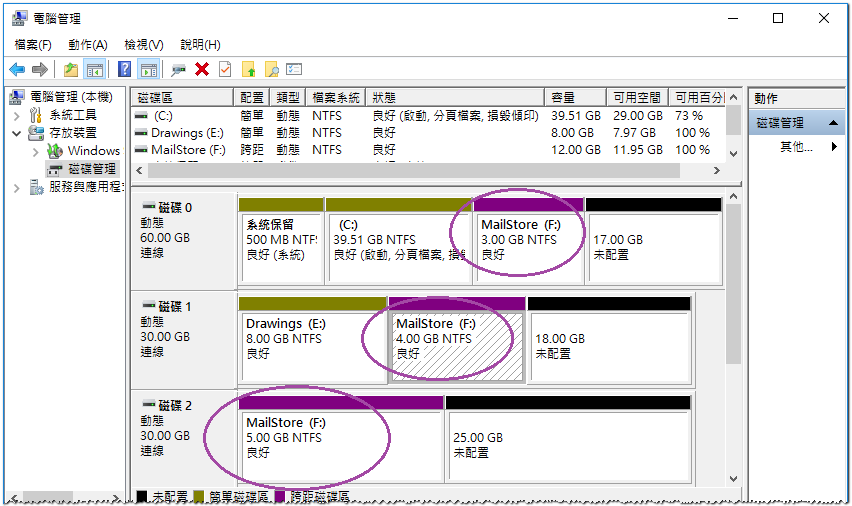 電腦管理
檔案(F) 動作(A) 檢視(V) 說明(H)
電腦管理 (本機)
系統工具
存放裝置
Windows
磁碟管理
服務與應用程
磁碟區 配置 類型 檔案系統 狀態 容量 可用空間 可用百分
(C:) 簡單 動態 NTFS 良好 (啟動, 分頁檔案, 損毀傾印) 39.51 GB 29.00 GB 73 %
Drawings (E:) 簡單 動態 NTFS 良好 8.00 GB 7.97 GB 100 %
MailStore (F:) 跨距 動態 NTFS 良好 12.00 GB 11.95 GB 100 %
動作
磁碟管理
其他...
磁碟 0
動態
60.00 GB
連線
系統保留
500 MB NTF
良好 (系統)
(C:)
39.51 GB NTFS
良好 (啟動, 分頁檔案, 損
MailStore (F:)
3.00 GB NTFS
良好
17.00 GB
未配置
磁碟 1
動態
30.00 GB
連線
Drawings (E:)
8.00 GB NTFS
良好
MailStore (F:)
4.00 GB NTFS
良好
18.00 GB
未配置
磁碟 2
動態
30.00 GB
連線
MailStore (F:)
5.00 GB NTFS
良好
25.00 GB
未配置
未配置 簡單磁碟區 跨距磁碟區